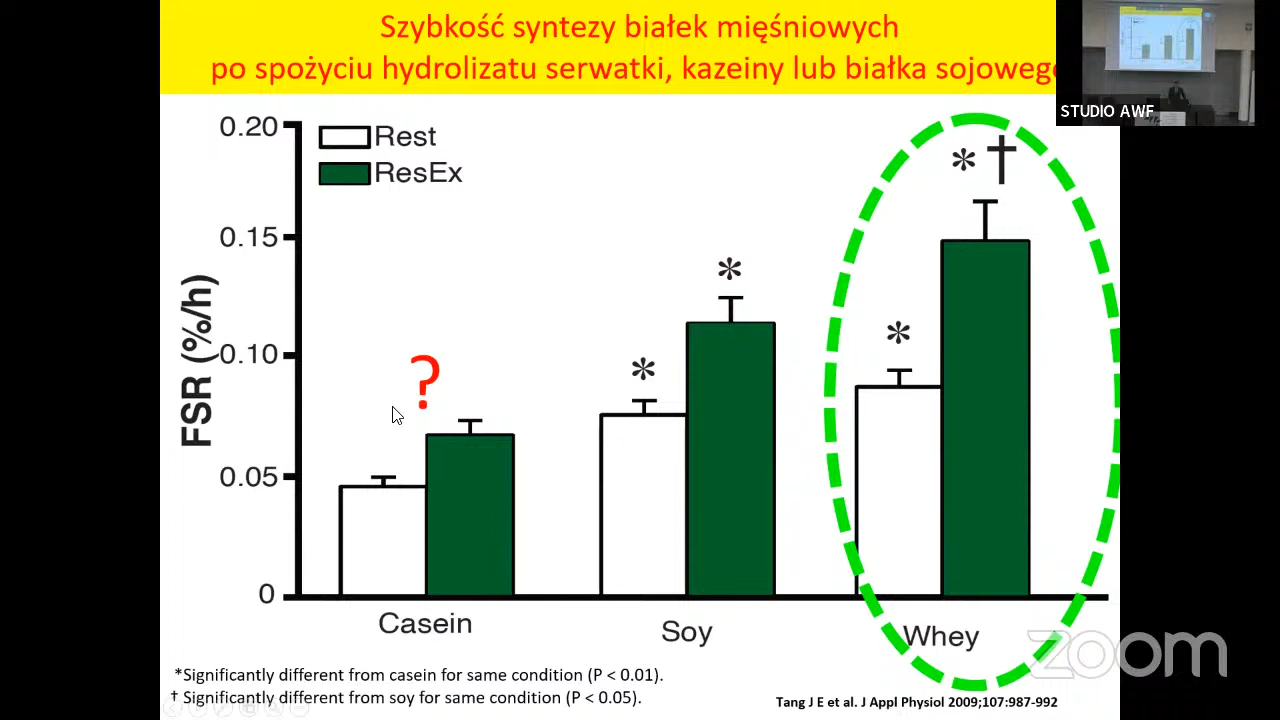 Szybkość syntezy białek mięśniowych
po spożyciu hydrolizatu serwatki, kazeiny lub białka sojowego
STUDIO AWF
0.20
0.15
0.10
0.05
0
FSR (%/h)
Rest
ResEx
?
*
*
*
* †
Casein
Soy
Whey
zoom
*Significantly different from casein for same condition (P < 0.01).
† Significantly different from soy for same condition (P < 0.05).
Tang J E et al. J Appl Physiol 2009;107:987-992